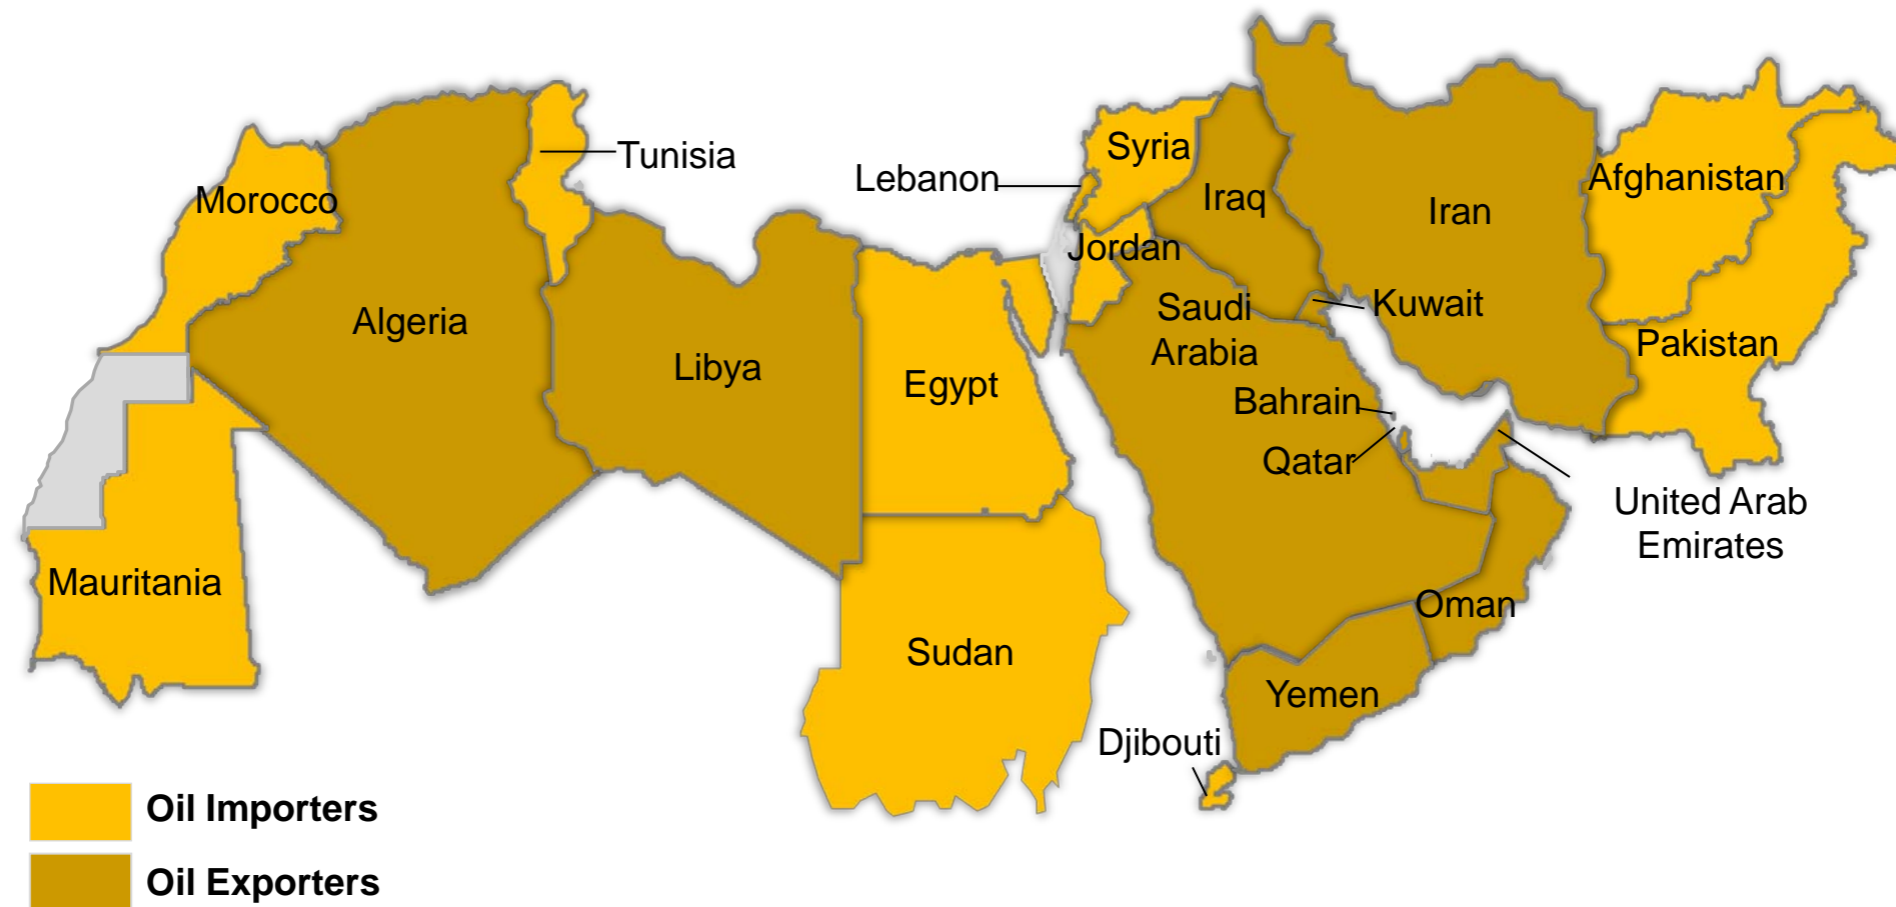 Tunisia
Morocco
Algeria
Libya
Egypt
Mauritania
Sudan
Lebanon
Syria
Jordan
Iraq
Iran
Afghanistan
Saudi
Arabia
Kuwait
Pakistan
Bahrain
Qatar
United Arab
Emirates
Oman
Yemen
Djibouti
Oil Importers
Oil Exporters